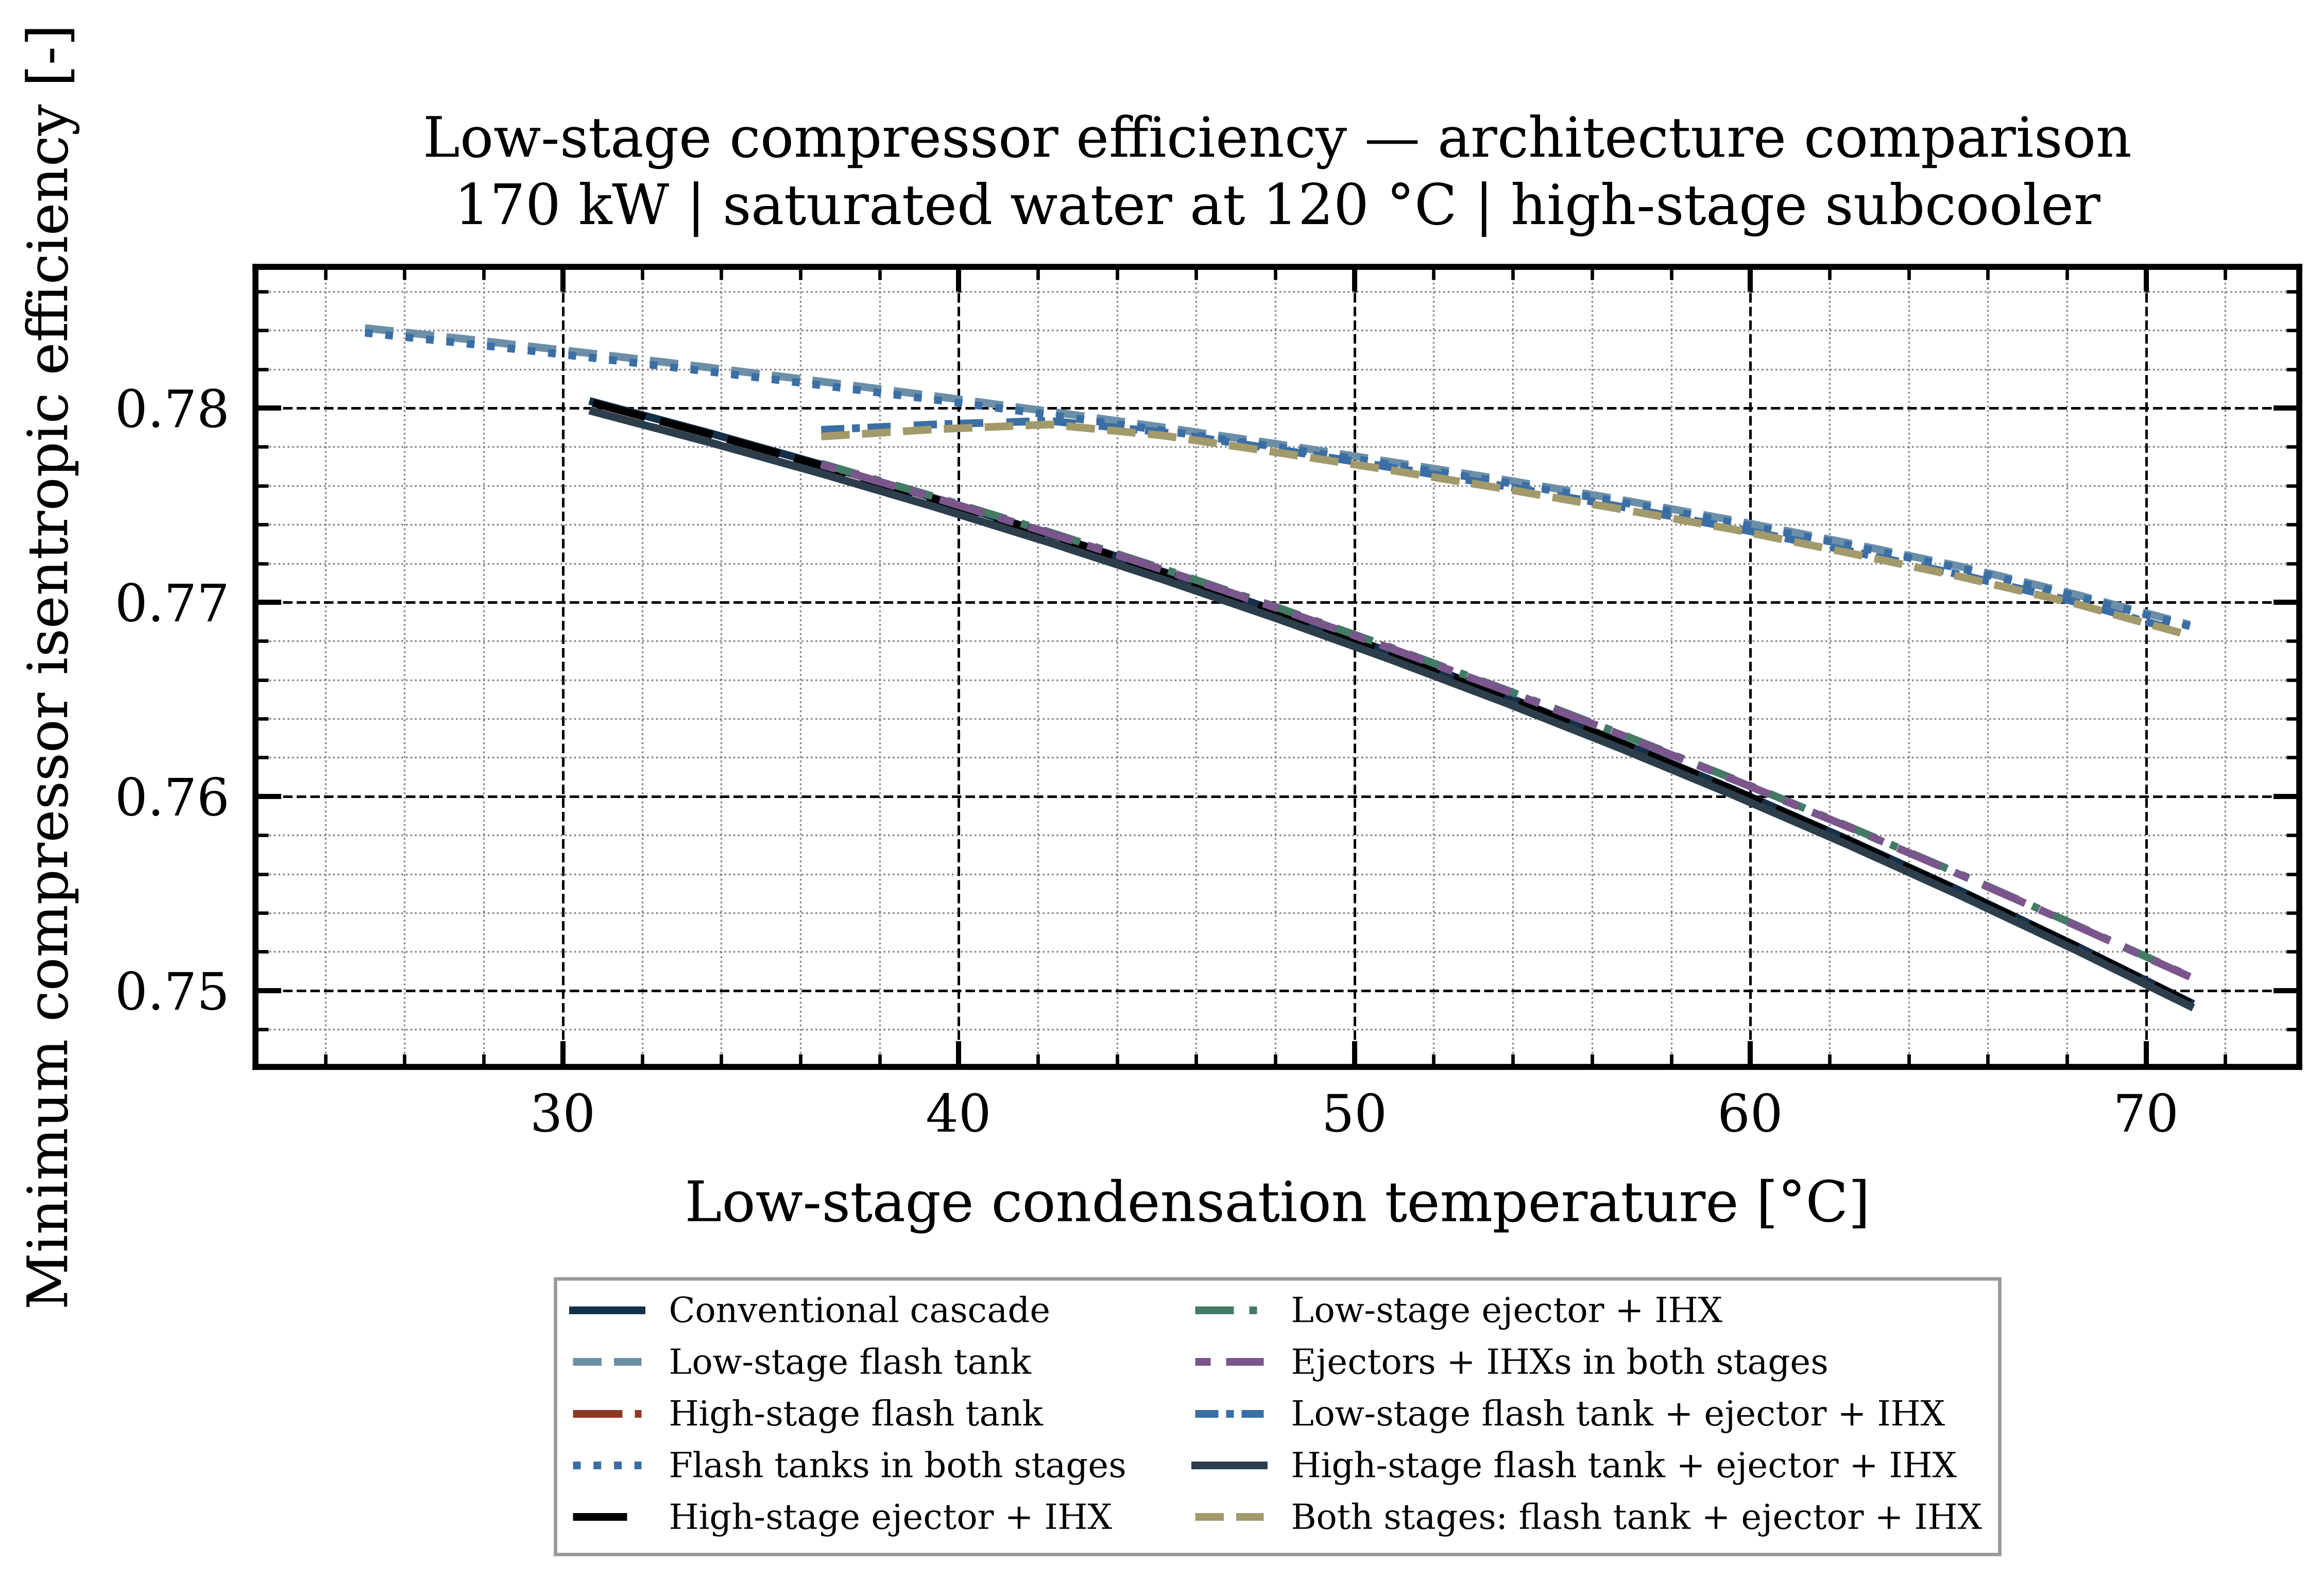 Low-stage compressor efficiency — architecture comparison
170 kW | saturated water at 120 °C | high-stage subcooler
Minimum compressor isentropic efficiency [-]
0.78
0.77
0.76
0.75
30 40 50 60 70
Low-stage condensation temperature [°C]
Conventional cascade
Low-stage flash tank
High-stage flash tank
Flash tanks in both stages
High-stage ejector + IHX
Low-stage ejector + IHX
Ejectors + IHXs in both stages
Low-stage flash tank + ejector + IHX
High-stage flash tank + ejector + IHX
Both stages: flash tank + ejector + IHX